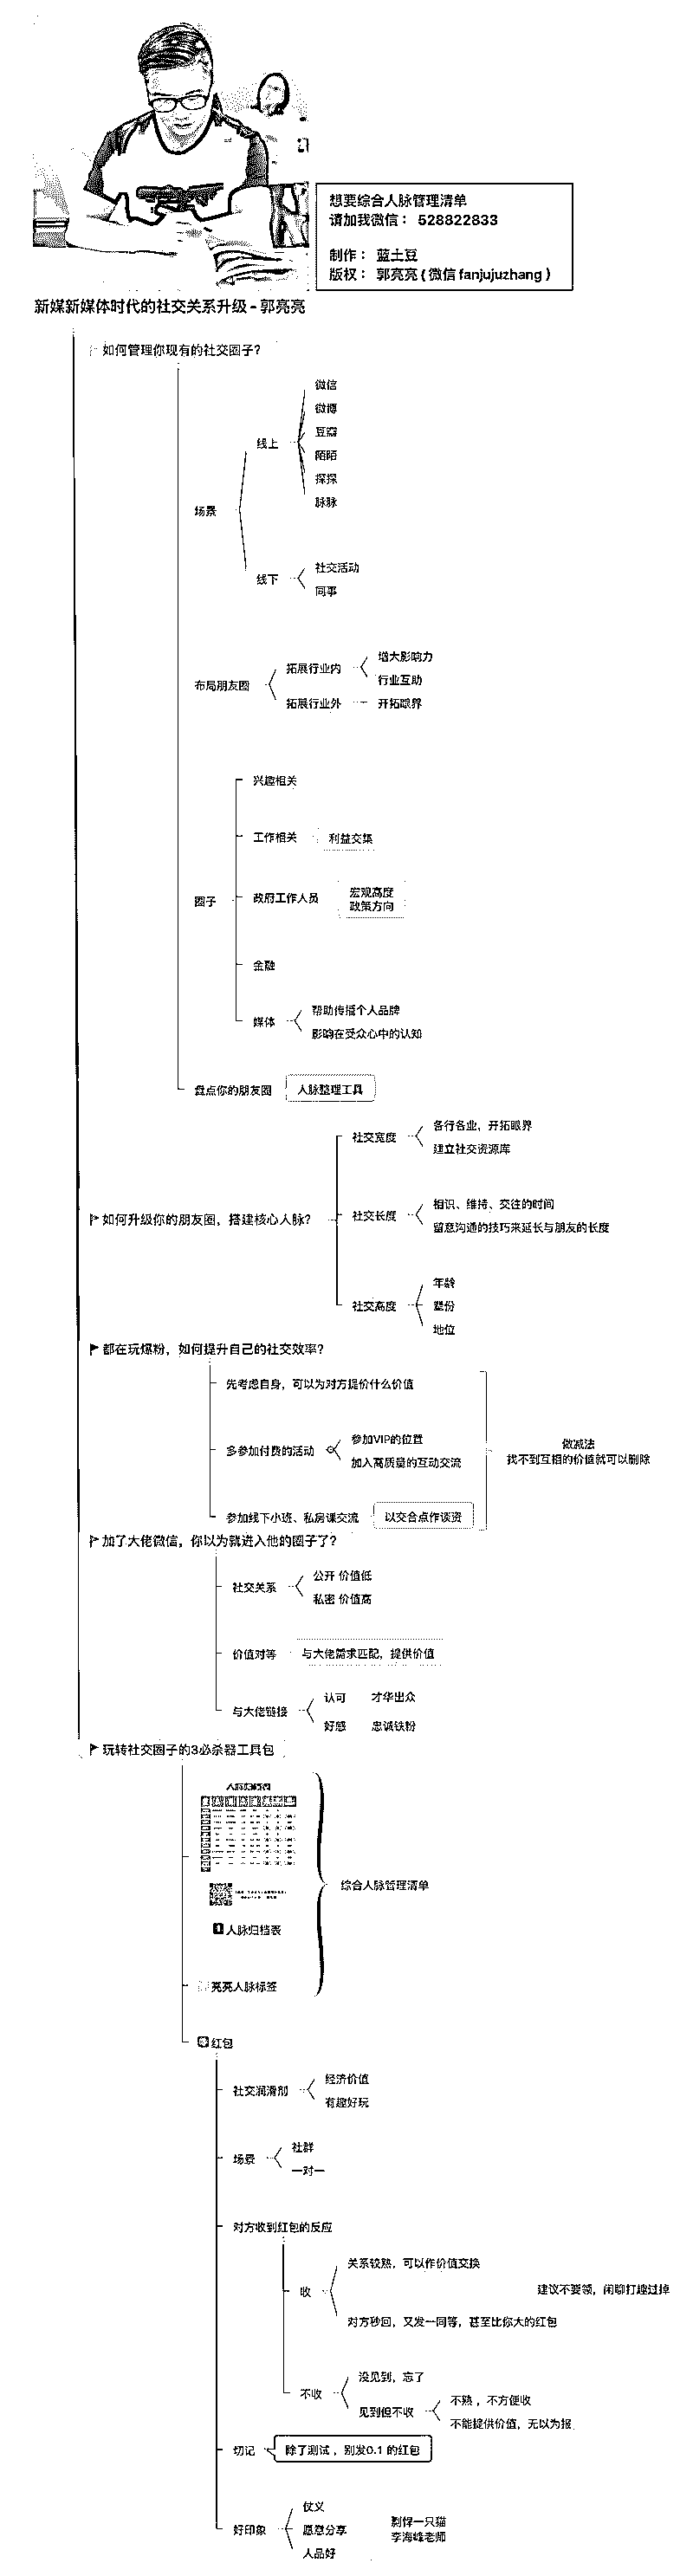 想要综合人脉管理清单
请加我微信： 528822833
制作： 蓝土豆
版权： 郭亮亮 ( 微信 fanjujuzhang )
新媒新媒体时代的社交关系升级 - 郭亮亮
如何管理你现有的社交圈子？
场景
线上
微信
微博
豆瓣
陌陌
探探
脉脉
线下
社交活动
同事
布局朋友圈
拓展行业内
增大影响力
行业互助
拓展行业外
开拓眼界
圈子
兴趣相关
工作相关
利益交集
政府工作人员
宏观高度
政策方向
金融
媒体
帮助传播个人品牌
影响在受众心中的认知
盘点你的朋友圈
人脉整理工具
如何升级你的朋友圈，搭建核心人脉？
社交宽度
各行各业，开拓眼界
建立社交资源库
社交长度
相识、维持、交往的时间
留意沟通的技巧来延长与朋友的长度
社交高度
年龄
辈份
地位
都在玩爆粉，如何提升自己的社交效率？
先考虑自身，可以为对方提价什么价值
多参加付费的活动
参加VIP的位置
加入高质量的互动交流
参加线下小班、私房课交流
以交合点作谈资
做减法
找不到互相的价值就可以删除
加了大佬微信，你以为就进入他的圈子了？
社交关系
公开 价值低
私密 价值高
价值对等
与大佬需求匹配，提供价值
与大佬链接
认可 才华出众
好感 忠诚铁粉
玩转社交圈子的3必杀器工具包
人脉归档表
1 人脉归档表
亮亮人脉标签
综合人脉管理清单
红包
社交润滑剂
经济价值
有趣好玩
场景
社群
一对一
对方收到红包的反应
收
关系较熟，可以作价值交换
对方秒回，又发一同等，甚至比你大的红包
建议不要领，闲聊打趣过掉
不收
没见到，忘了
见到但不收
不熟 ，不方便收
不能提供价值，无以为报
切记
除了测试 ，别发0.1 的红包
好印象
仗义
愿意分享
剽悍一只猫
李海峰老师
人品好